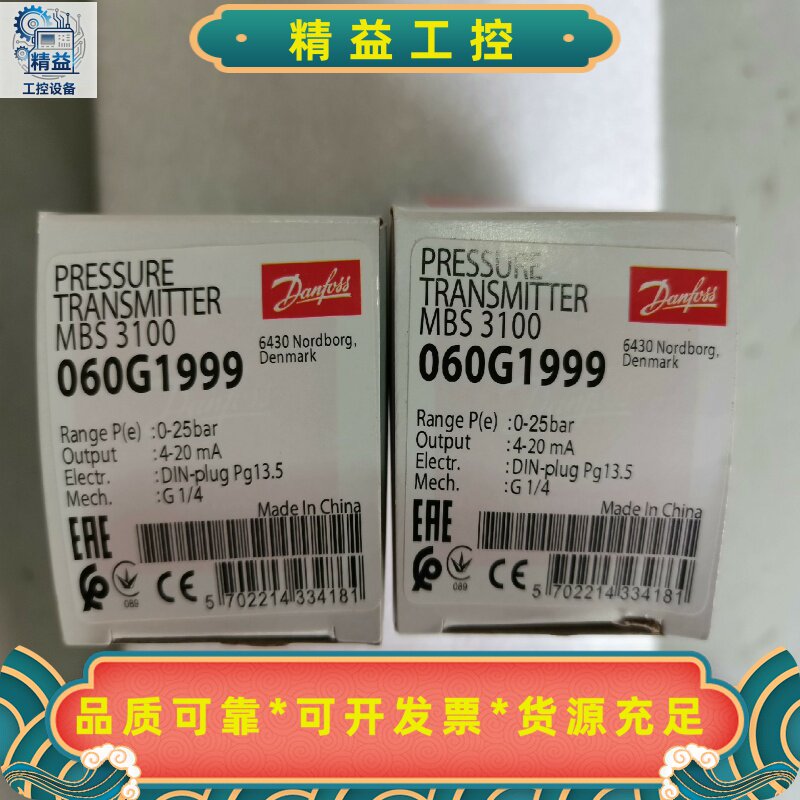 精益
工控设备
精益工控
PRESSURE
TRANSMITTER
MBS 3100
060G1999
Danfoss
6430 Nordborg,
Denmark
Range P(e) :0-25bar
Output :4-20 mA
Electr. :DIN-plug Pg13.5
Mech. :G 1/4
Made In China
EAC
089
CE
5 702214 334181
PRESSURE
TRANSMITTER
MBS 3100
060G1999
Danfoss
6430 Nordborg,
Denmark
Range P(e) :0-25bar
Output :4-20 mA
Electr. :DIN-plug Pg13.5
Mech. :G 1/4
Made In China
EAC
089
CE
5 702214 334181
品质可靠*可开发票*货源充足